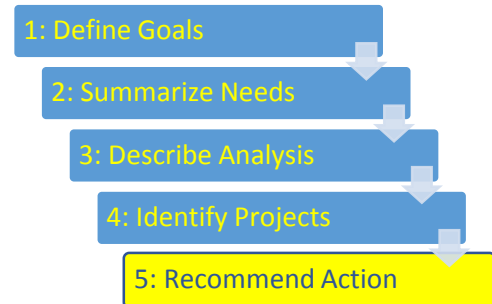 1: Define Goals
2: Summarize Needs
3: Describe Analysis
4: Identify Projects
5: Recommend Action